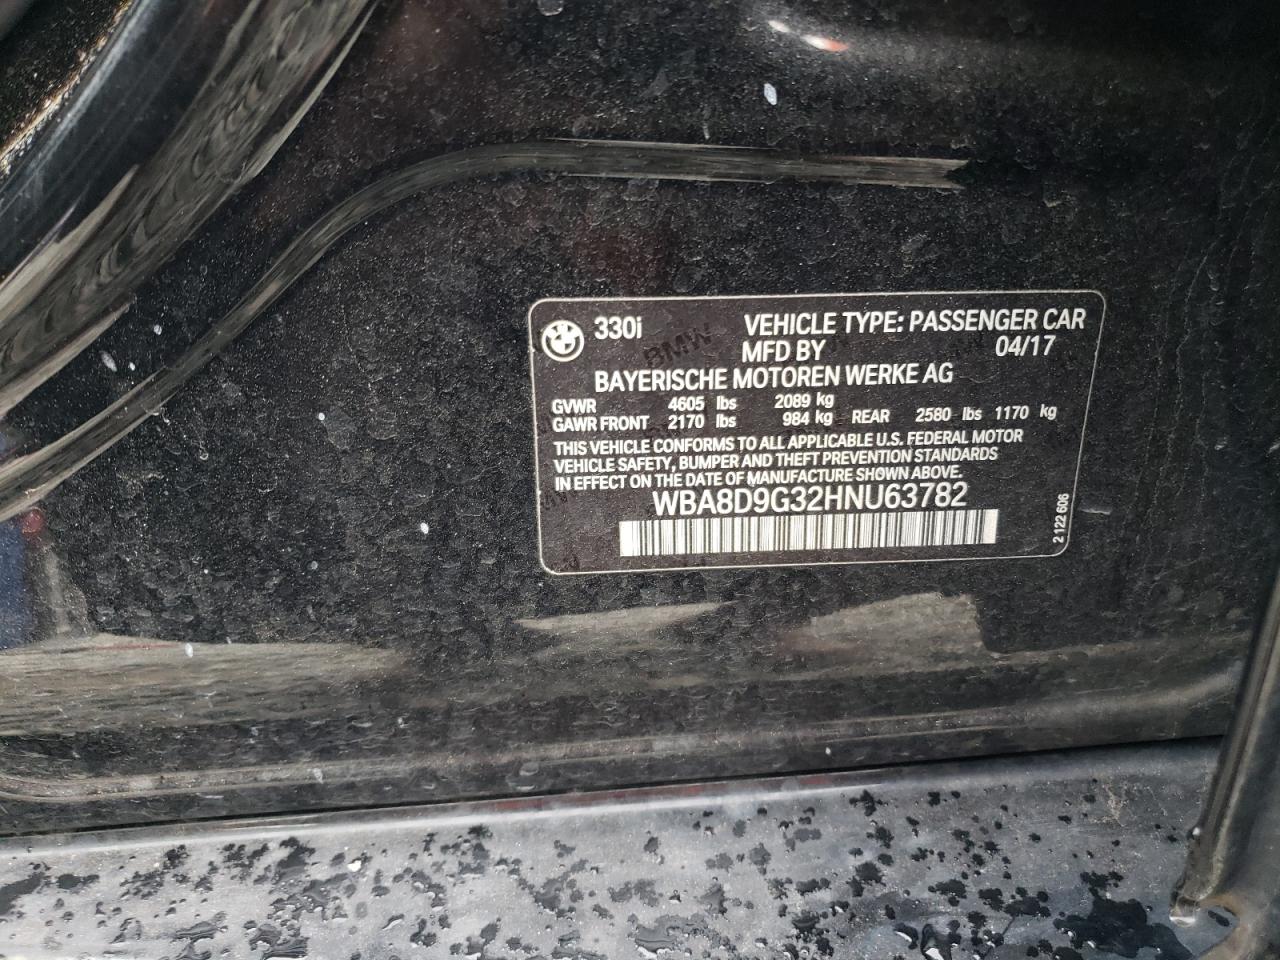 330i VEHICLE TYPE: PASSENGER CAR
MFD BY 04/17
BAYERISCHE MOTOREN WERKE AG
GVWR 4605 lbs 2089 kg
GAWR FRONT 2170 lbs 984 kg REAR 2580 lbs 1170 kg
THIS VEHICLE CONFORMS TO ALL APPLICABLE U.S. FEDERAL MOTOR
VEHICLE SAFETY, BUMPER AND THEFT PREVENTION STANDARDS
IN EFFECT ON THE DATE OF MANUFACTURE SHOWN ABOVE.
WBA8D9G32HNU63782
2 122 606
BMW